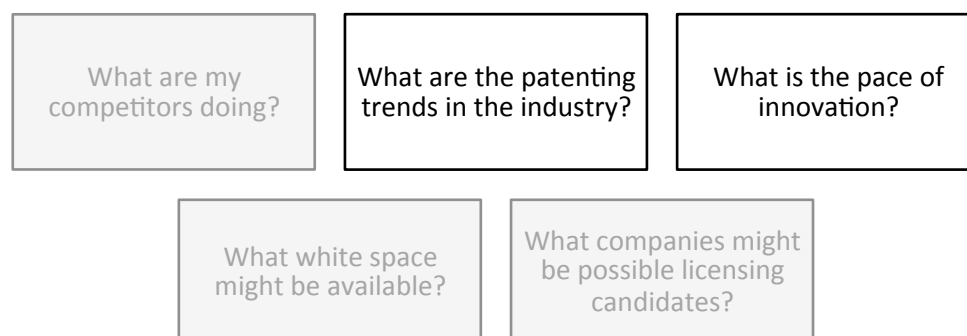 What are my
competitors doing?
What are the patenting
trends in the industry?
What is the pace of
innovation?
What white space
might be available?
What companies might
be possible licensing
candidates?